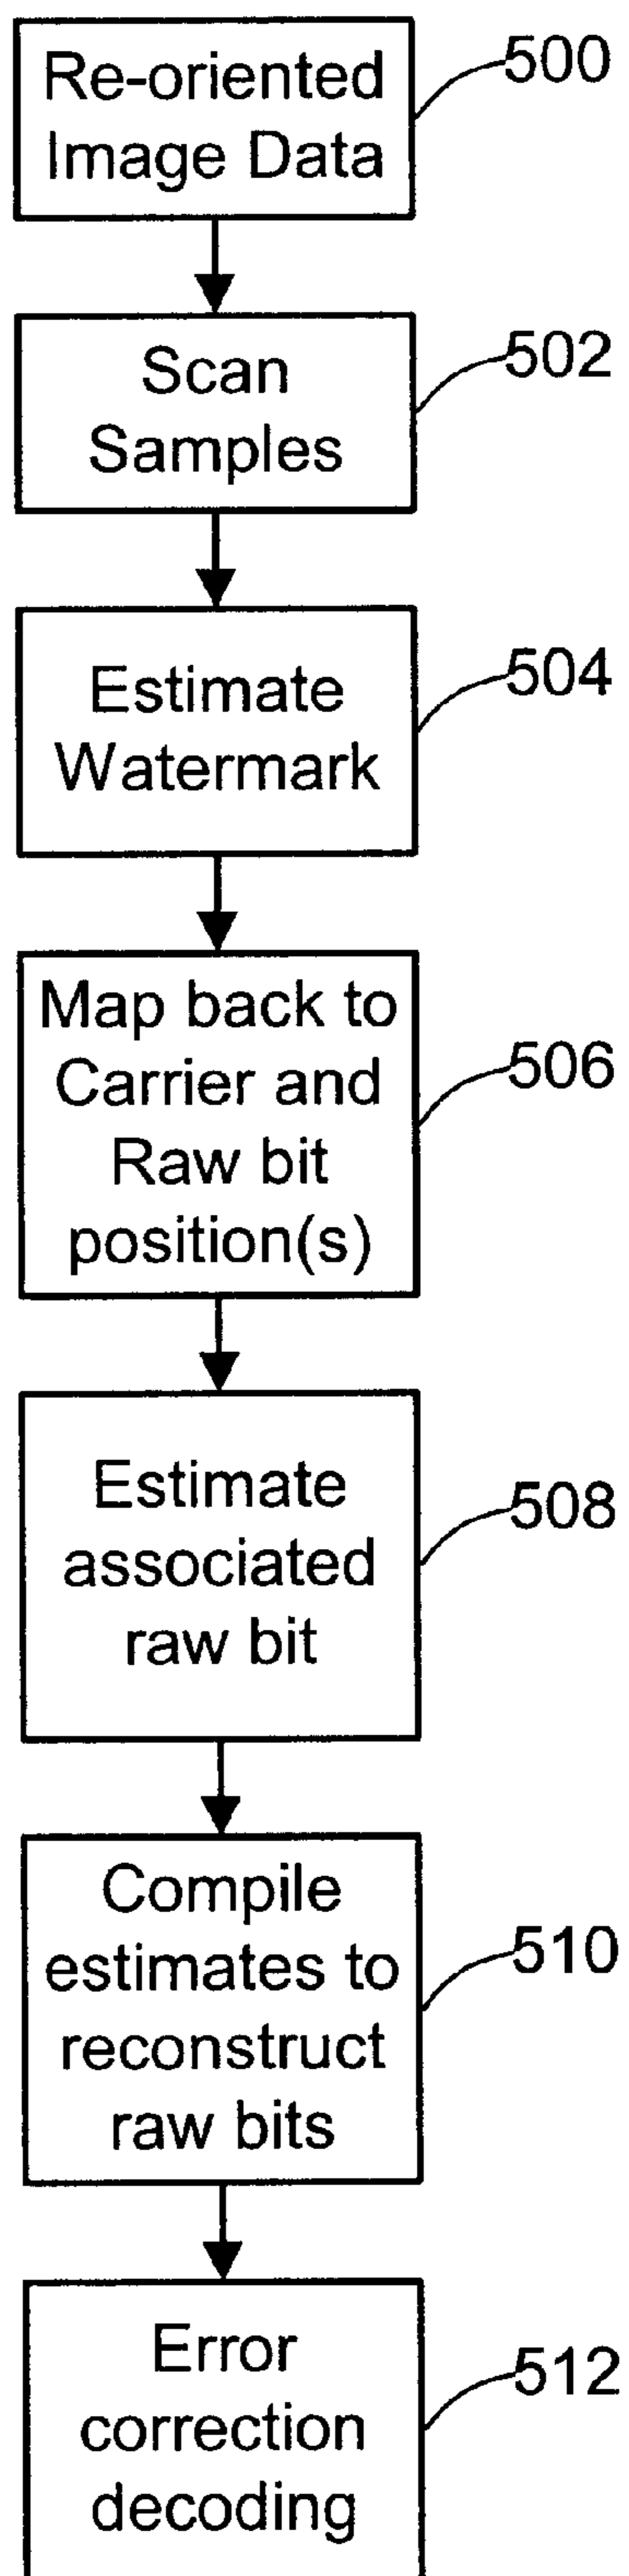 Re-oriented
Image Data
500
Scan
Samples
502
Estimate
Watermark
504
Map back to
Carrier and
Raw bit
position(s)
506
Estimate
associated
raw bit
508
Compile
estimates to
reconstruct
raw bits
510
Error
correction
decoding
512